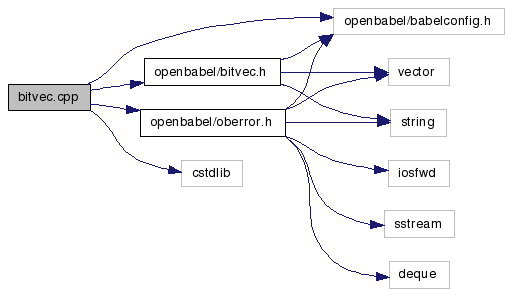 openbabel/babelconfig.h
openbabel/bitvec.h
vector
bitvec.cpp
openbabel/oberror.h
string
cstdlib
iosfwd
sstream
deque